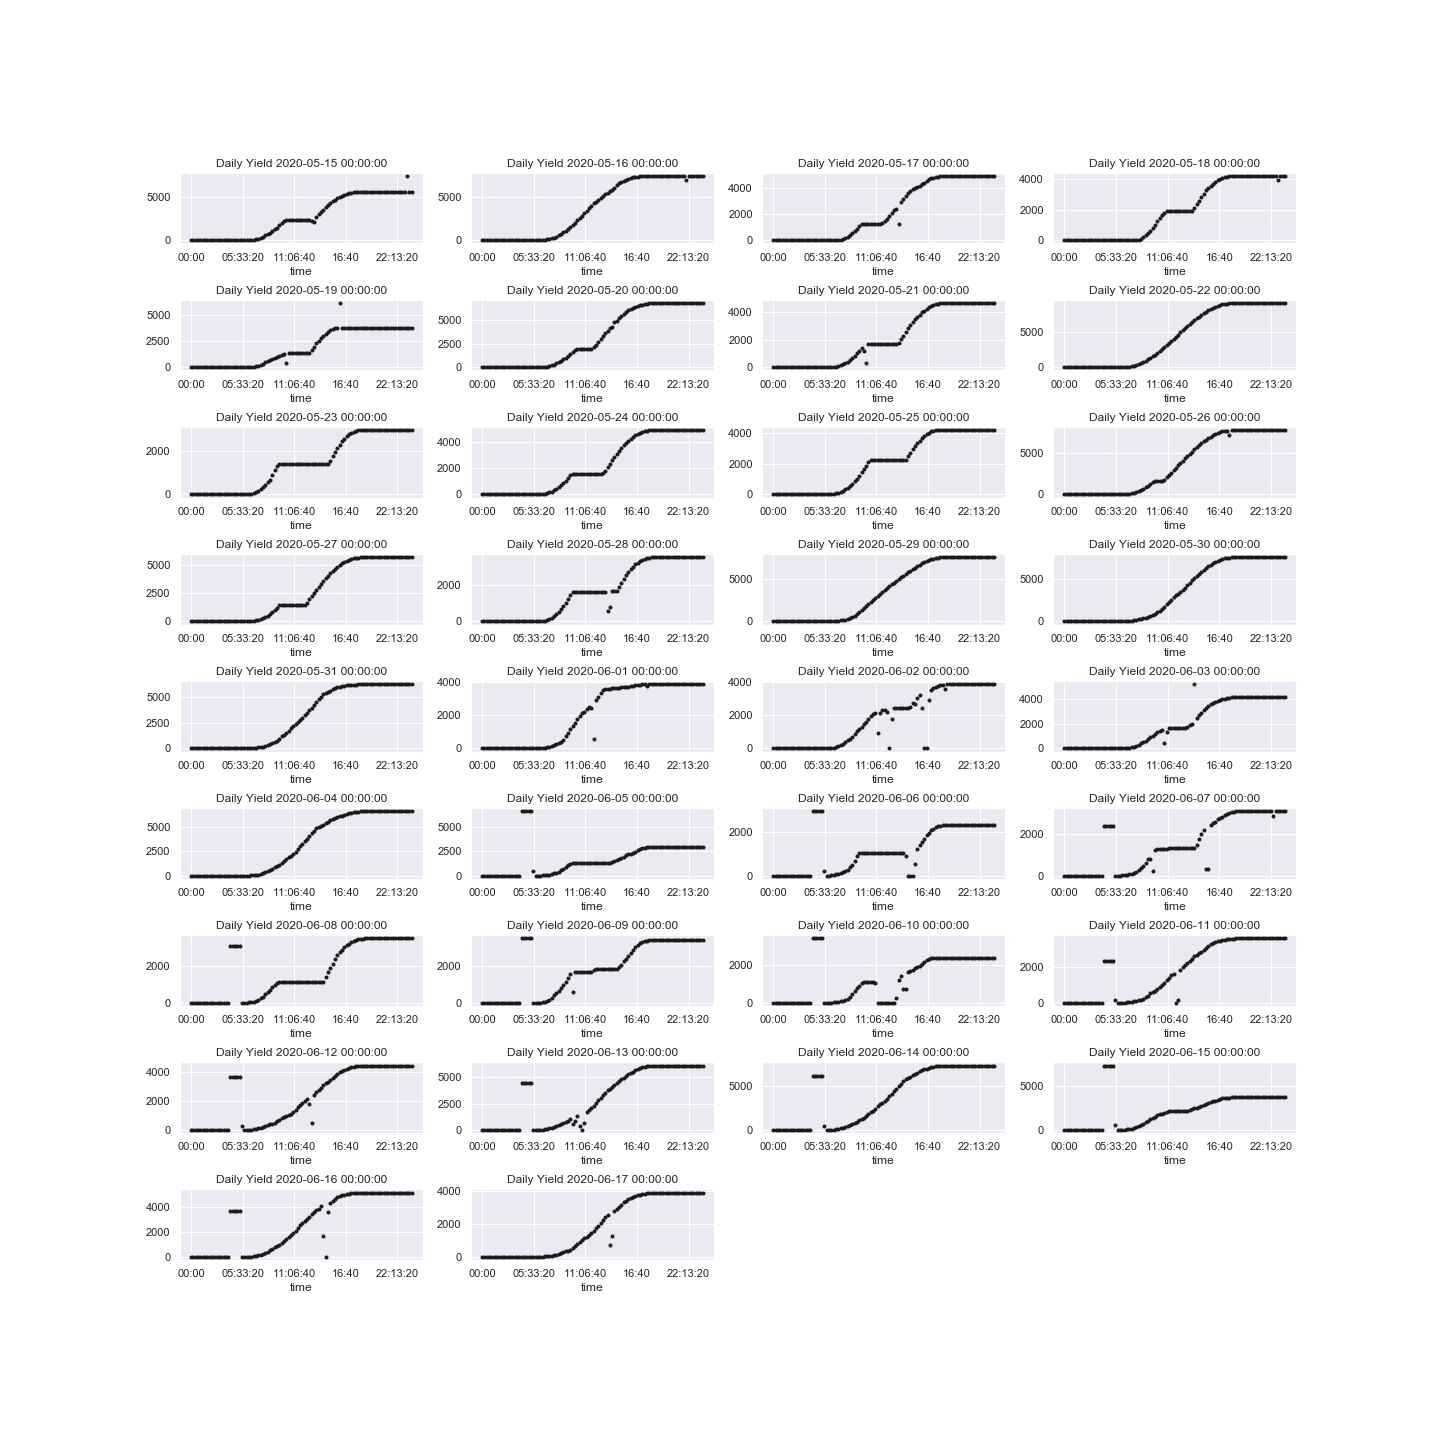 Daily Yield 2020-05-15 00:00:00 Daily Yield 2020-05-16 00:00:00 Daily Yield 2020-05-17 00:00:00 Daily Yield 2020-05-18 00:00:00
5000 5000 4000 4000
2000 2000
0 0 0 0
00:00 05:33:20 11:06:40 16:40 22:13:20 00:00 05:33:20 11:06:40 16:40 22:13:20 00:00 05:33:20 11:06:40 16:40 22:13:20 00:00 05:33:20 11:06:40 16:40 22:13:20
time time time time
Daily Yield 2020-05-19 00:00:00 Daily Yield 2020-05-20 00:00:00 Daily Yield 2020-05-21 00:00:00 Daily Yield 2020-05-22 00:00:00
5000 5000 4000 5000
2500 2500 2000
0 0 0 0
00:00 05:33:20 11:06:40 16:40 22:13:20 00:00 05:33:20 11:06:40 16:40 22:13:20 00:00 05:33:20 11:06:40 16:40 22:13:20 00:00 05:33:20 11:06:40 16:40 22:13:20
time time time time
Daily Yield 2020-05-23 00:00:00 Daily Yield 2020-05-24 00:00:00 Daily Yield 2020-05-25 00:00:00 Daily Yield 2020-05-26 00:00:00
2000 4000 4000 5000
2000 2000
0 0 0 0
00:00 05:33:20 11:06:40 16:40 22:13:20 00:00 05:33:20 11:06:40 16:40 22:13:20 00:00 05:33:20 11:06:40 16:40 22:13:20 00:00 05:33:20 11:06:40 16:40 22:13:20
time time time time
Daily Yield 2020-05-27 00:00:00 Daily Yield 2020-05-28 00:00:00 Daily Yield 2020-05-29 00:00:00 Daily Yield 2020-05-30 00:00:00
5000 2000 5000 5000
2500
0 0 0 0
00:00 05:33:20 11:06:40 16:40 22:13:20 00:00 05:33:20 11:06:40 16:40 22:13:20 00:00 05:33:20 11:06:40 16:40 22:13:20 00:00 05:33:20 11:06:40 16:40 22:13:20
time time time time
Daily Yield 2020-05-31 00:00:00 Daily Yield 2020-06-01 00:00:00 Daily Yield 2020-06-02 00:00:00 Daily Yield 2020-06-03 00:00:00
5000 4000 4000 4000
2500 2000 2000 2000
0 0 0 0
00:00 05:33:20 11:06:40 16:40 22:13:20 00:00 05:33:20 11:06:40 16:40 22:13:20 00:00 05:33:20 11:06:40 16:40 22:13:20 00:00 05:33:20 11:06:40 16:40 22:13:20
time time time time
Daily Yield 2020-06-04 00:00:00 Daily Yield 2020-06-05 00:00:00 Daily Yield 2020-06-06 00:00:00 Daily Yield 2020-06-07 00:00:00
5000 5000 2000 2000
2500 2500
0 0 0 0
00:00 05:33:20 11:06:40 16:40 22:13:20 00:00 05:33:20 11:06:40 16:40 22:13:20 00:00 05:33:20 11:06:40 16:40 22:13:20 00:00 05:33:20 11:06:40 16:40 22:13:20
time time time time
Daily Yield 2020-06-08 00:00:00 Daily Yield 2020-06-09 00:00:00 Daily Yield 2020-06-10 00:00:00 Daily Yield 2020-06-11 00:00:00
2000 2000 2000 2000
0 0 0 0
00:00 05:33:20 11:06:40 16:40 22:13:20 00:00 05:33:20 11:06:40 16:40 22:13:20 00:00 05:33:20 11:06:40 16:40 22:13:20 00:00 05:33:20 11:06:40 16:40 22:13:20
time time time time
Daily Yield 2020-06-12 00:00:00 Daily Yield 2020-06-13 00:00:00 Daily Yield 2020-06-14 00:00:00 Daily Yield 2020-06-15 00:00:00
4000 5000 5000 5000
2000 2500
0 0 0 0
00:00 05:33:20 11:06:40 16:40 22:13:20 00:00 05:33:20 11:06:40 16:40 22:13:20 00:00 05:33:20 11:06:40 16:40 22:13:20 00:00 05:33:20 11:06:40 16:40 22:13:20
time time time time
Daily Yield 2020-06-16 00:00:00 Daily Yield 2020-06-17 00:00:00
4000 4000
2000 2000
0 0
00:00 05:33:20 11:06:40 16:40 22:13:20 00:00 05:33:20 11:06:40 16:40 22:13:20
time time